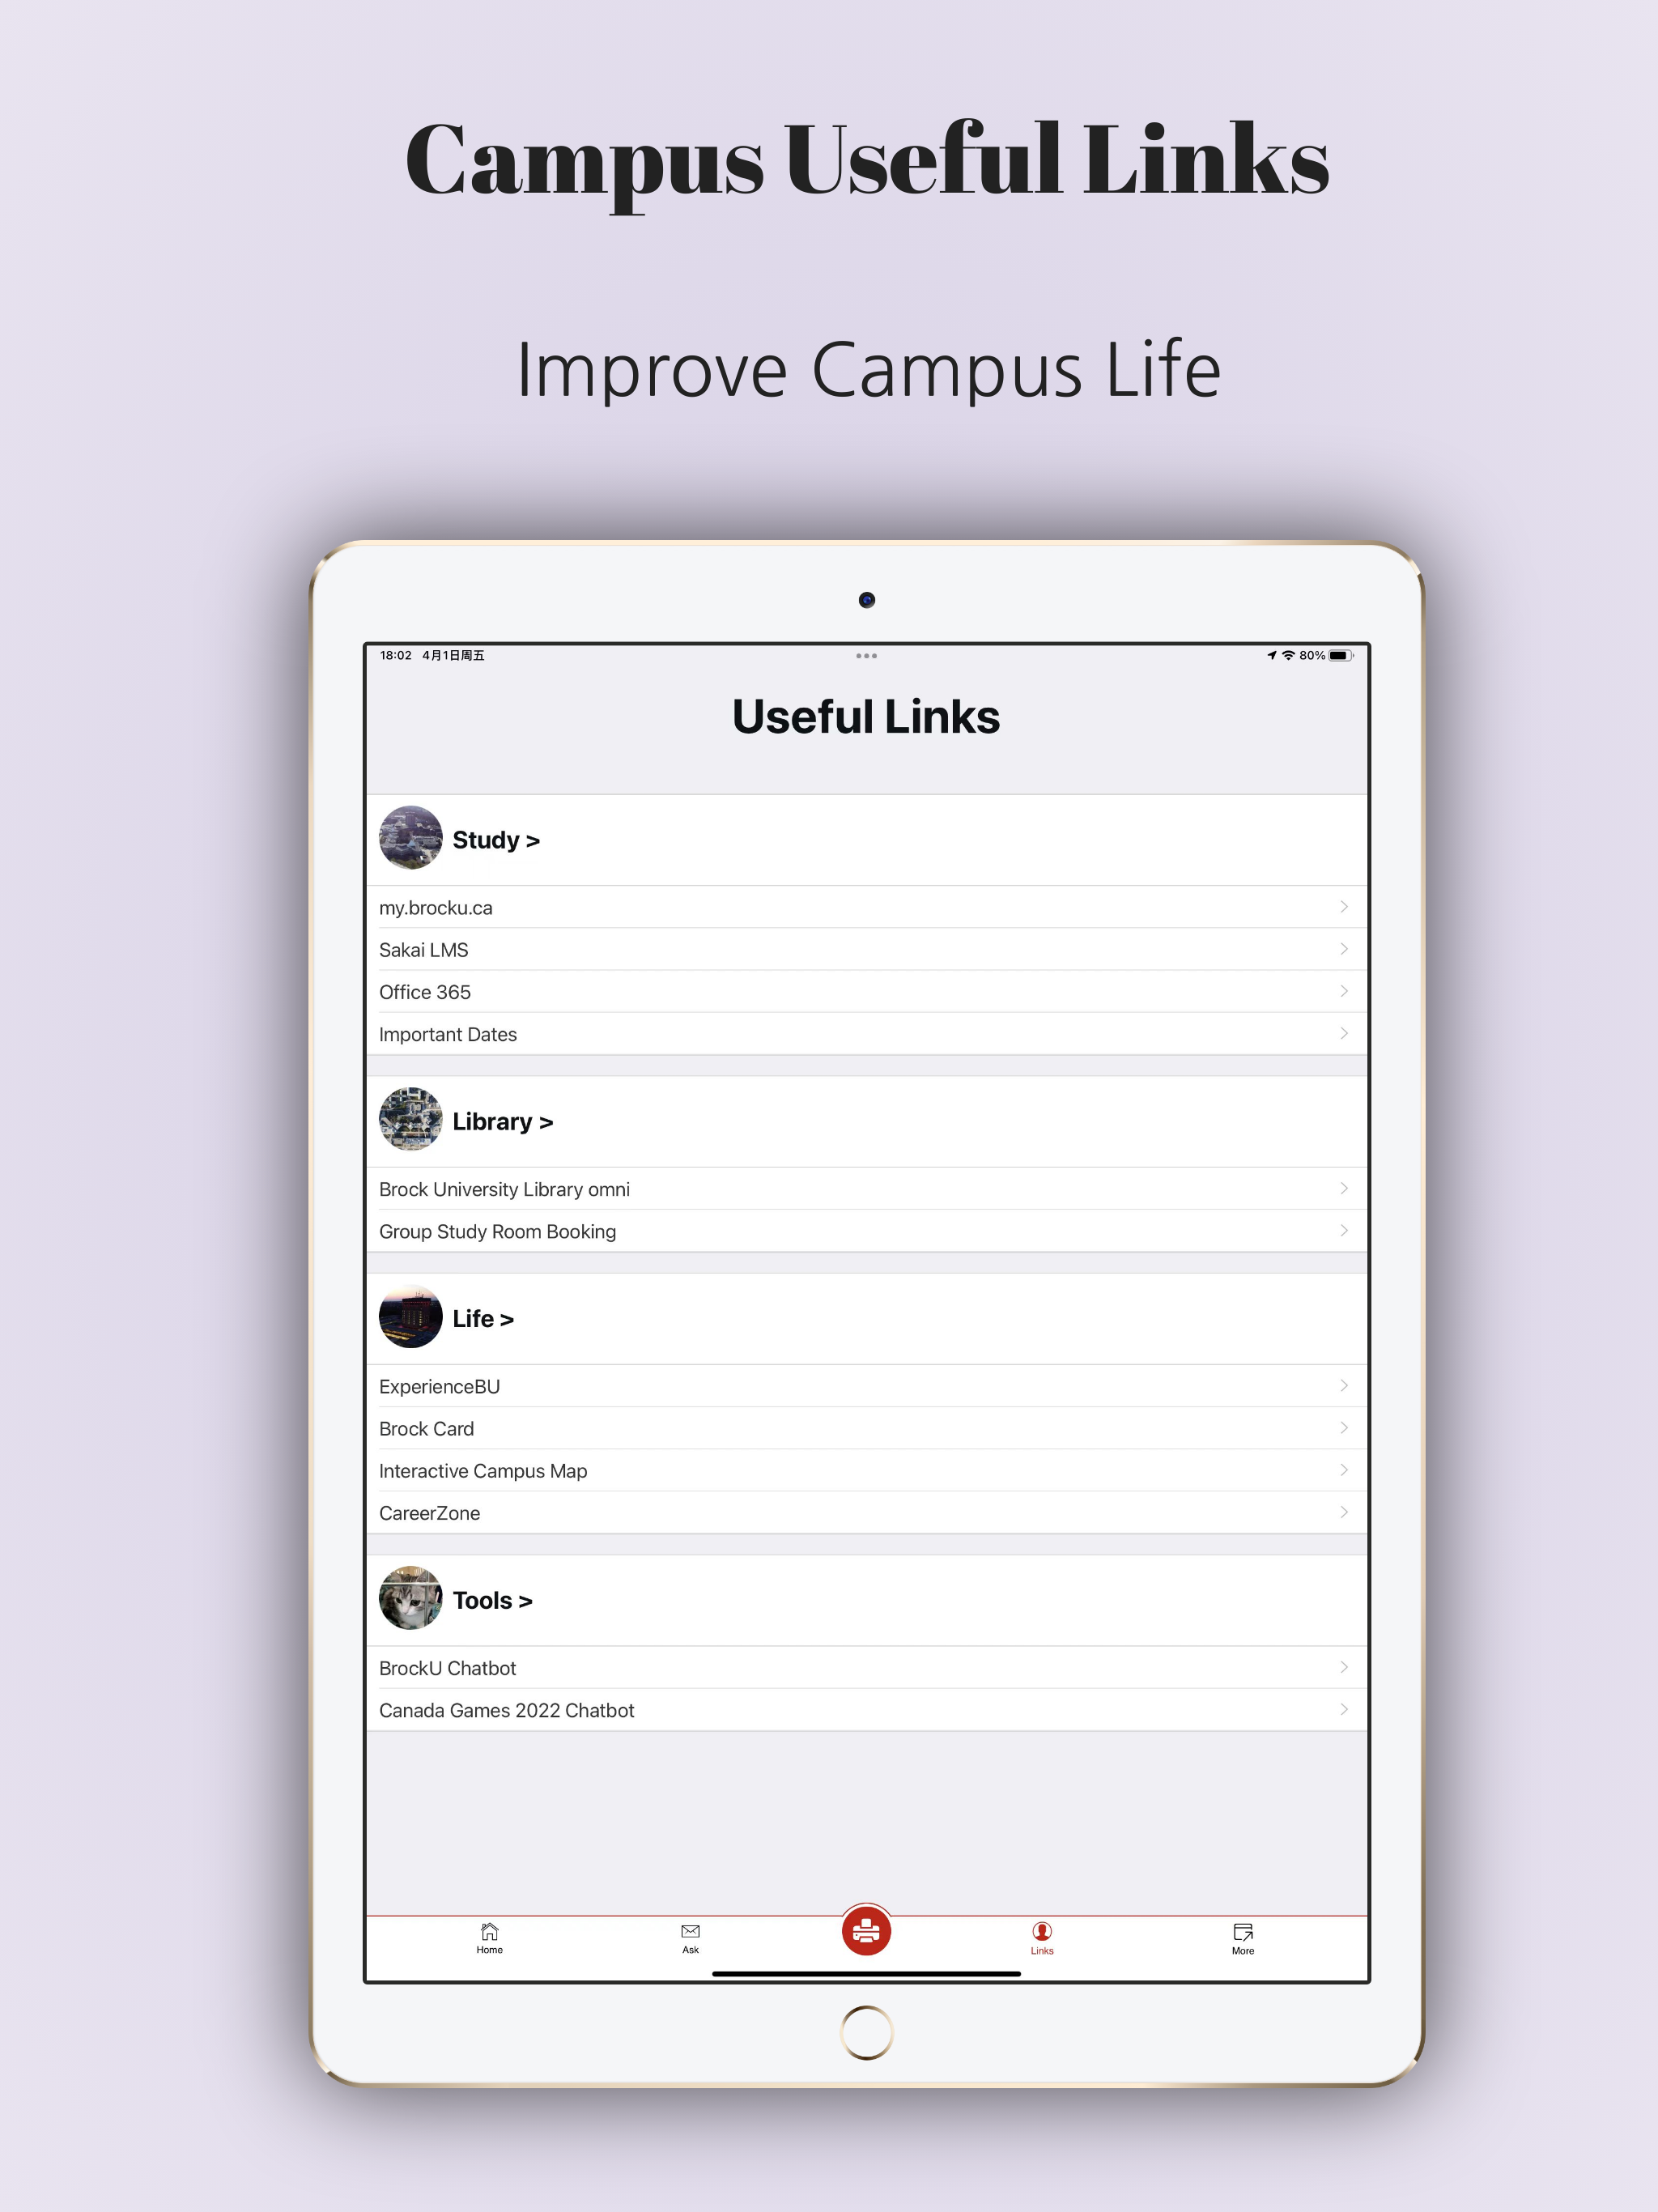 Campus Useful Links
Improve Campus Life
18:02 4月1日周五
80%
Useful Links
Study >
my.brocku.ca
Sakai LMS
Office 365
Important Dates
Library >
Brock University Library omni
Group Study Room Booking
Life >
ExperienceBU
Brock Card
Interactive Campus Map
CareerZone
Tools >
BrockU Chatbot
Canada Games 2022 Chatbot
Home
Ask
Links
More